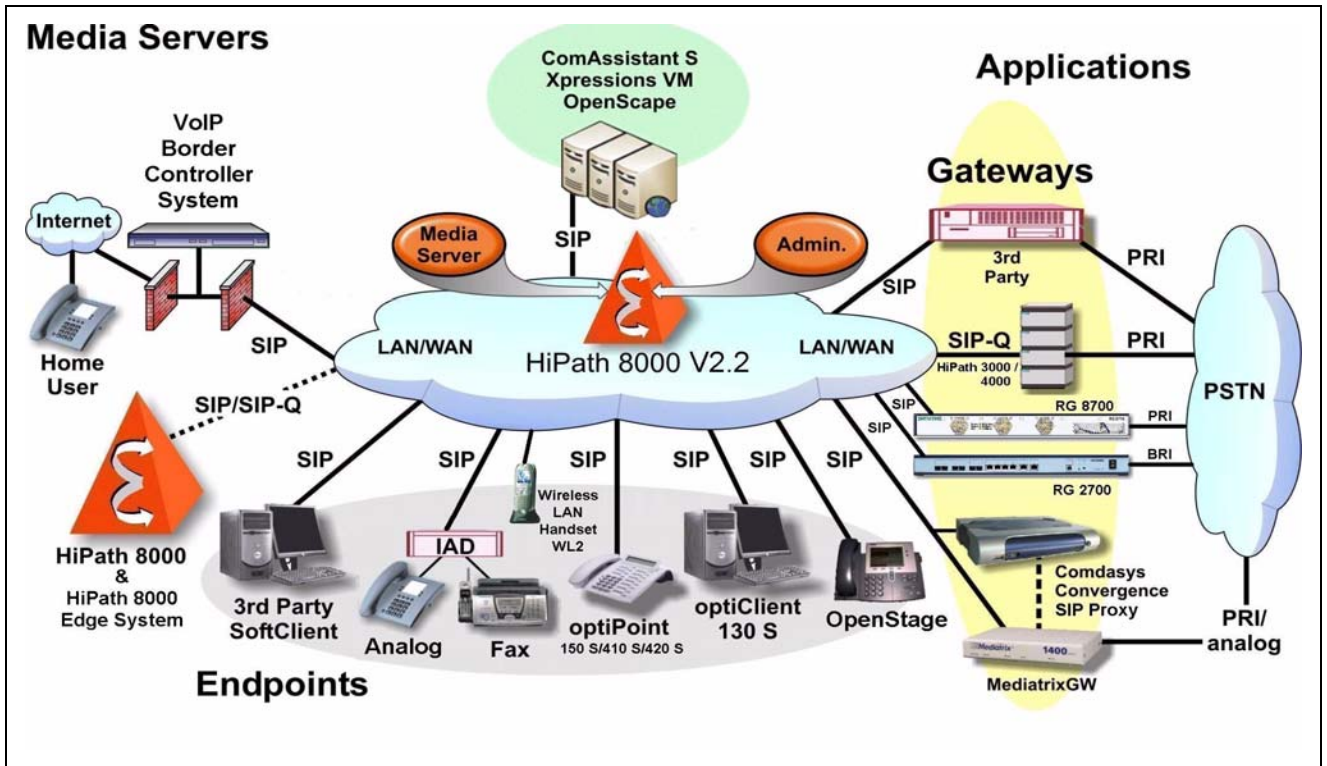 Media Servers
ComAssistant S
Xpressions VM
OpenScape
Applications
VoIP
Border
Controller
System
Internet
Home
User
SIP
SIP/SIP-Q
HiPath 8000
&
HiPath 8000
Edge System
Media
Server
SIP
Admin.
LAN/WAN
HiPath 8000 V2.2
LAN/WAN
Gateways
SIP
3rd
Party
PRI
SIP-Q
HiPath 3000 /
4000
PRI
SIP
RG 8700
PRI
SIP
BRI
RG 2700
PSTN
SIP
SIP
SIP
SIP
SIP
SIP
Wireless
LAN
Handset
WL2
IAD
3rd Party
SoftClient
Analog
Fax
optiPoint
150 S/410 S/420 S
optiClient
130 S
OpenStage
Endpoints
Comdasys
Convergence
SIP Proxy
Mediatrix
1400
MediatrixGW
PRI/
analog